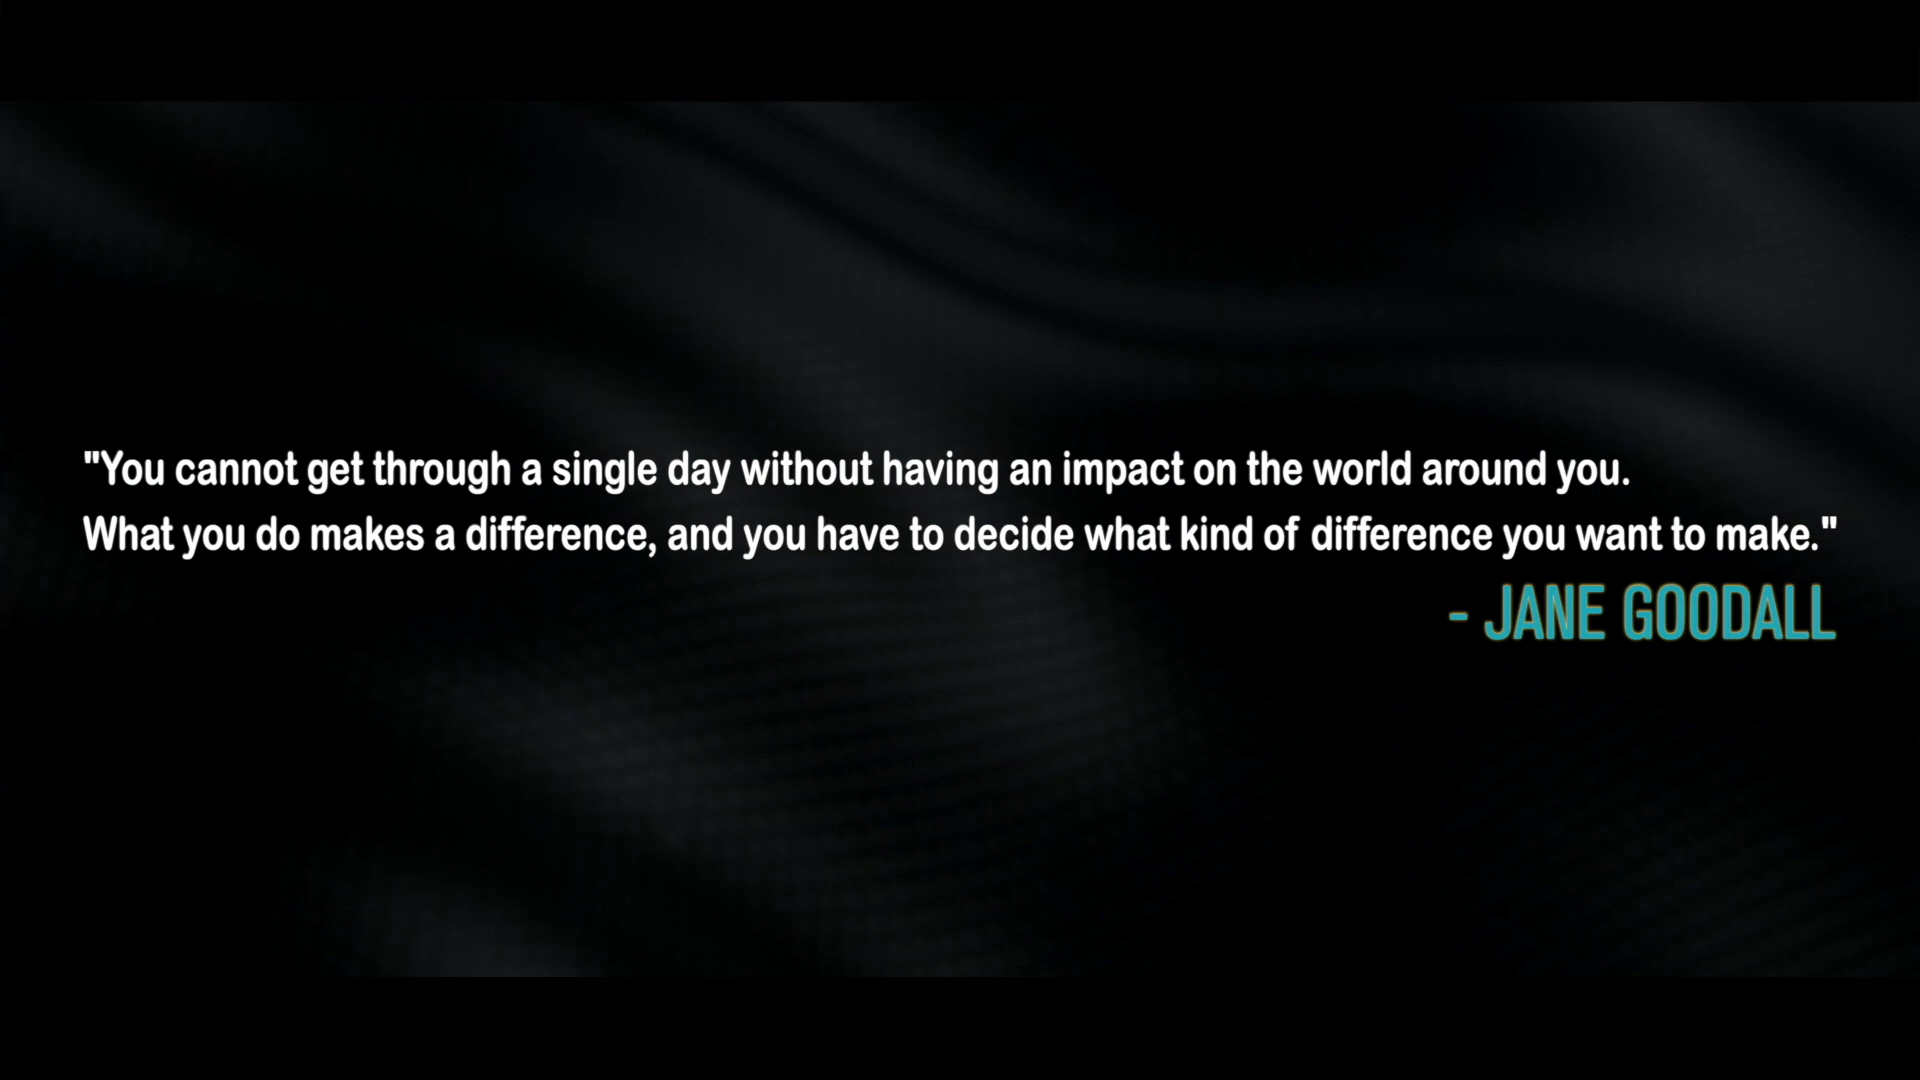 "You cannot get through a single day without having an impact on the world around you.
What you do makes a difference, and you have to decide what kind of difference you want to make."
- JANE GOODALL